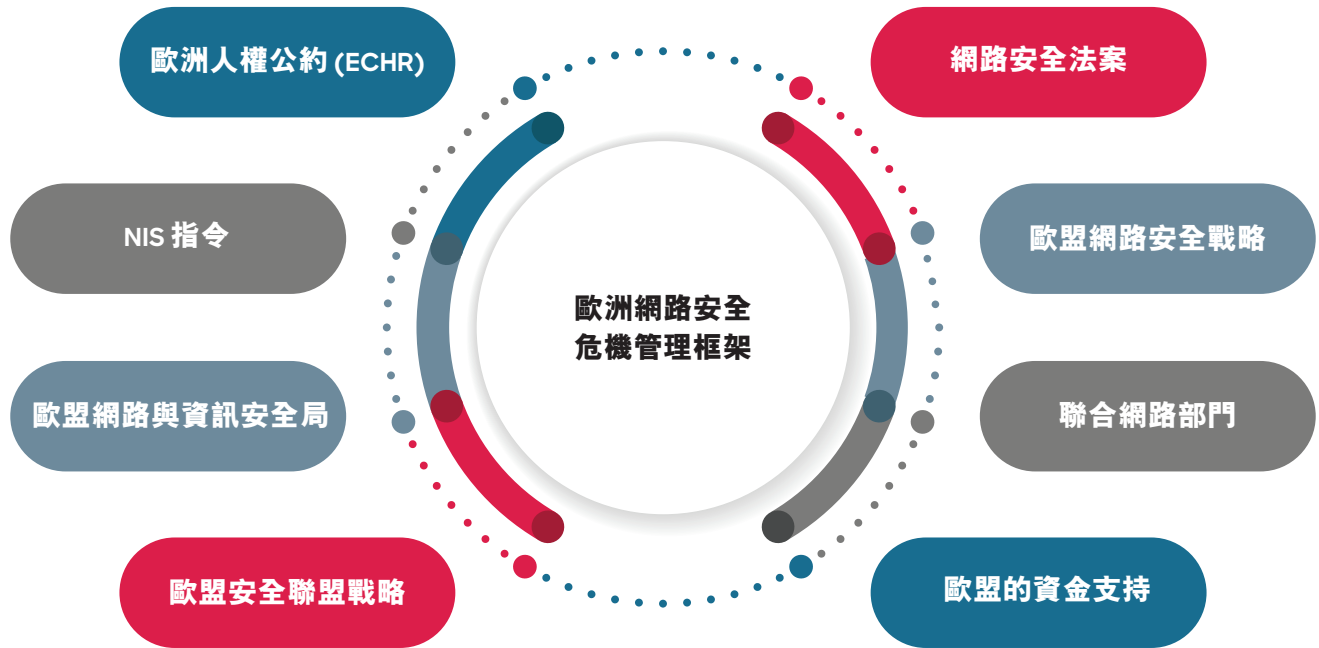 歐洲人權公約 (ECHR)
網路安全法案
NIS 指令
歐盟網路安全戰略
歐洲網路安全
危機管理框架
歐盟網路與資訊安全局
聯合網路部門
歐盟安全聯盟戰略
歐盟的資金支持